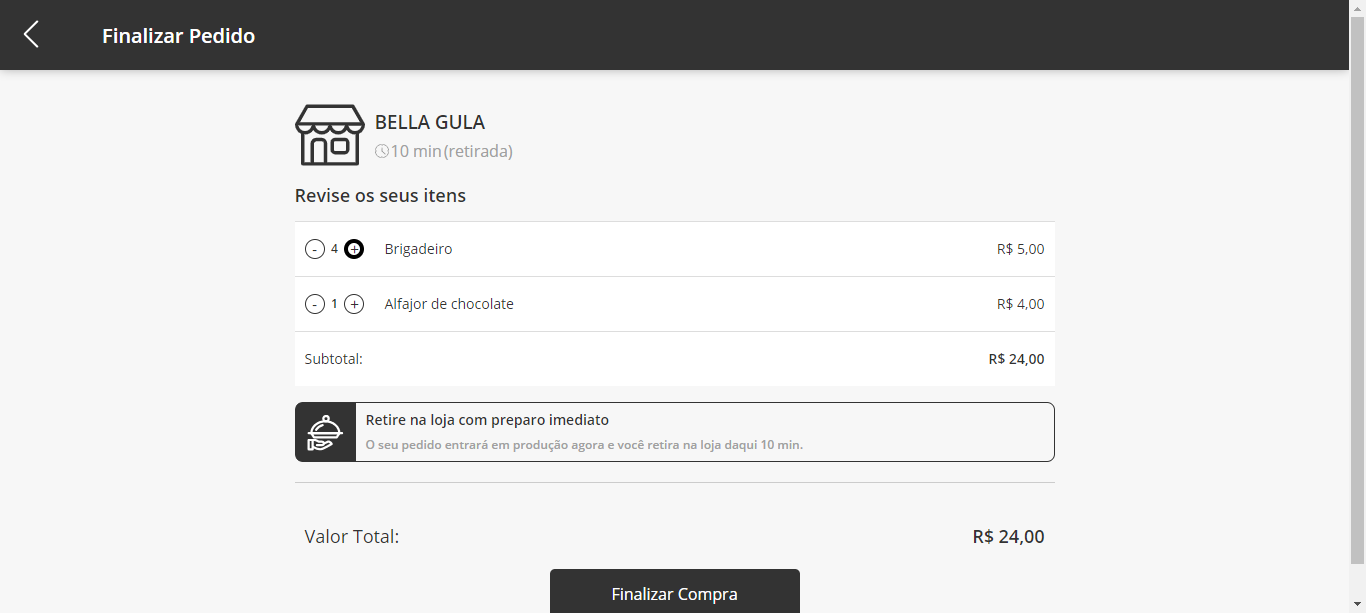 Finalizar Pedido
BELLA GULA
10 min (retirada)
Revise os seus itens
- 4 + Brigadeiro R$ 5,00
- 1 + Alfajor de chocolate R$ 4,00
Subtotal: R$ 24,00
Retire na loja com preparo imediato
O seu pedido entrará em produção agora e você retira na loja daqui 10 min.
Valor Total: R$ 24,00
Finalizar Compra